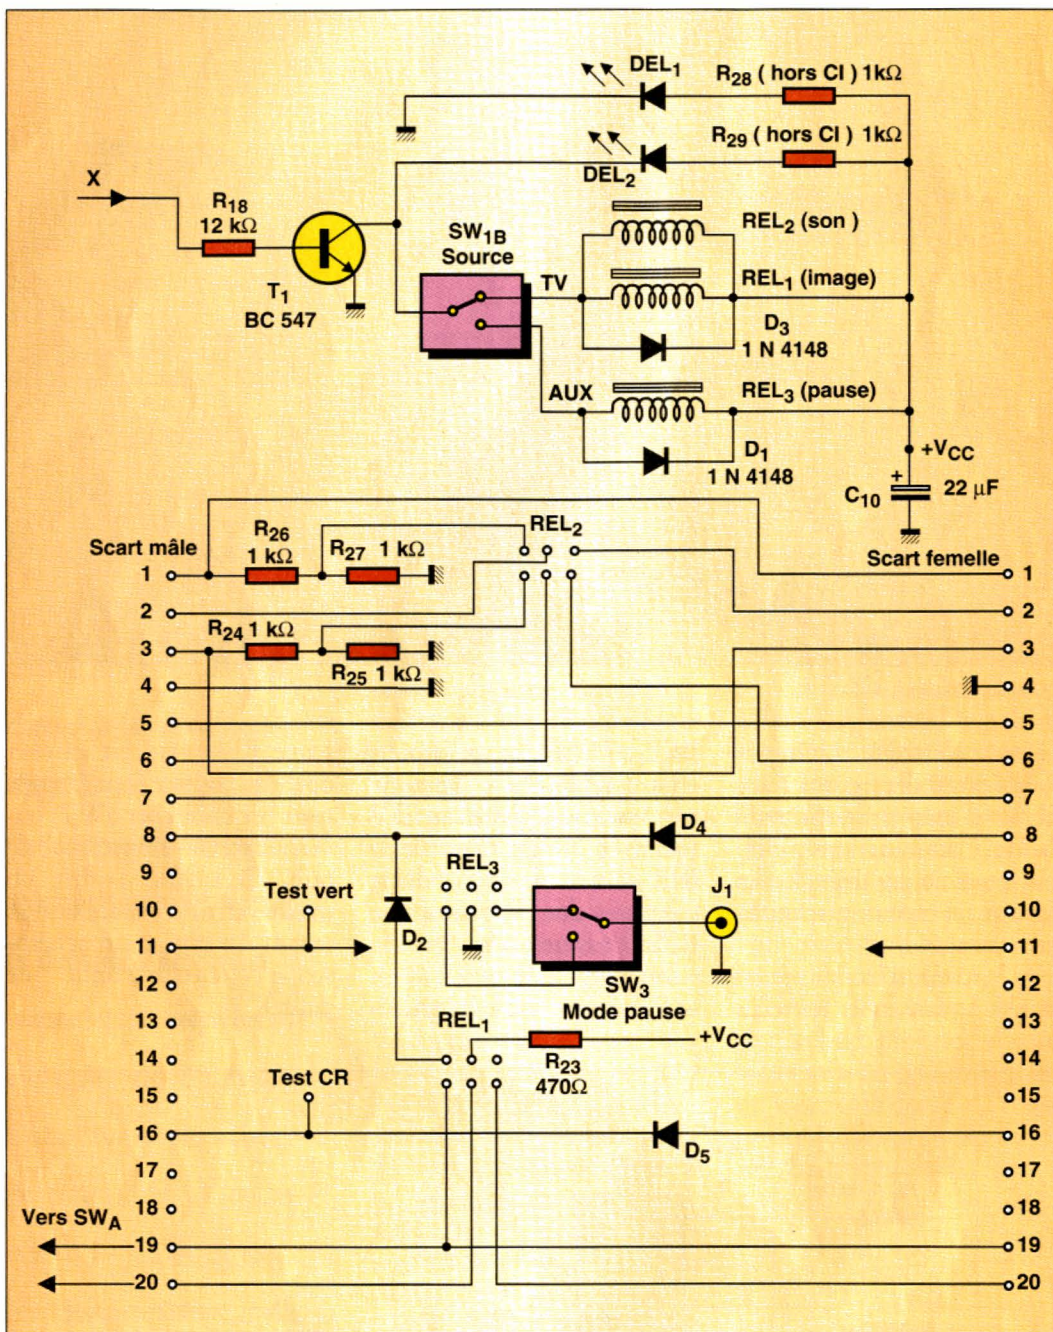 DEL1
R28 ( hors CI ) 1kΩ
R29 ( hors CI ) 1kΩ
DEL2
X
R18
12 kΩ
T1
BC 547
SW1B
Source
TV
AUX
REL2 (son )
REL1 (image)
D3
1 N 4148
REL3 (pause)
D1
1 N 4148
+VCC
+
C10
22 µF
Scart mâle
R26
1 kΩ
R27
1 kΩ
REL2
Scart femelle
1
1
2
2
R24 1 kΩ
3
3
R25 1 kΩ
4
4
5
5
6
6
7
7
8
D4
8
9
REL3
9
Test vert
J1
10
10
D2
11
11
SW3
12
12
Mode pause
13
REL1
13
+VCC
14
R23
14
470Ω
Test CR
15
15
16
D5
16
17
17
18
18
Vers SWA
19
19
20
20